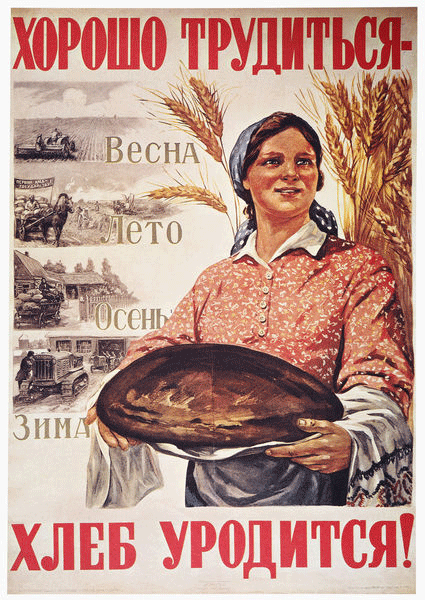 ХОРОШО ТРУДИТЬСЯ-
Весна
Лето
Осень
Зима
ХЛЕБ УРОДИТСЯ!